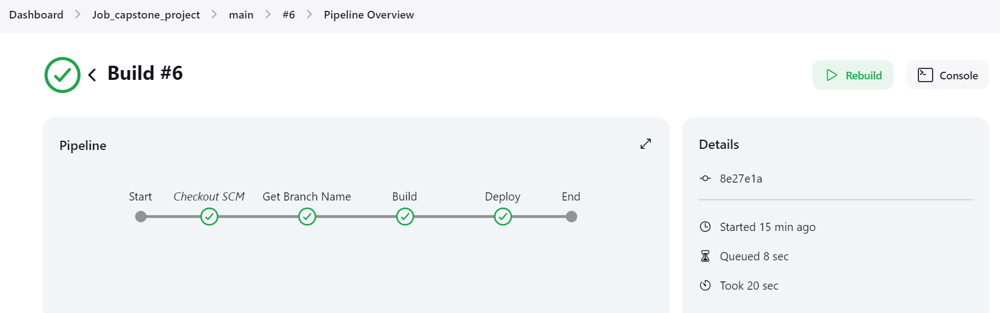 Dashboard > Job_capstone_project > main > #6 > Pipeline Overview
Build #6
Rebuild
Console
Pipeline
Start Checkout SCM Get Branch Name Build Deploy End
Details
8e27e1a
Started 15 min ago
Queued 8 sec
Took 20 sec